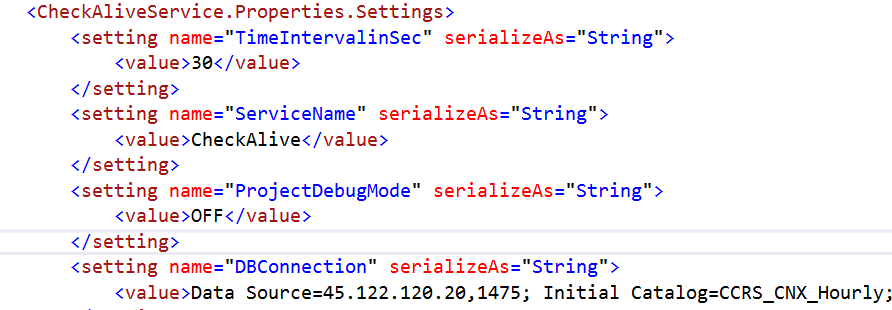 <CheckAliveService.Properties.Settings>
<setting name="TimeIntervalinSec" serializeAs="String">
<value>30</value>
</setting>
<setting name="ServiceName" serializeAs="String">
<value>CheckAlive</value>
</setting>
<setting name="ProjectDebugMode" serializeAs="String">
<value>OFF</value>
</setting>
<setting name="DBConnection" serializeAs="String">
<value>Data Source=45.122.120.20,1475; Initial Catalog=CCRS_CNX_Hourly;